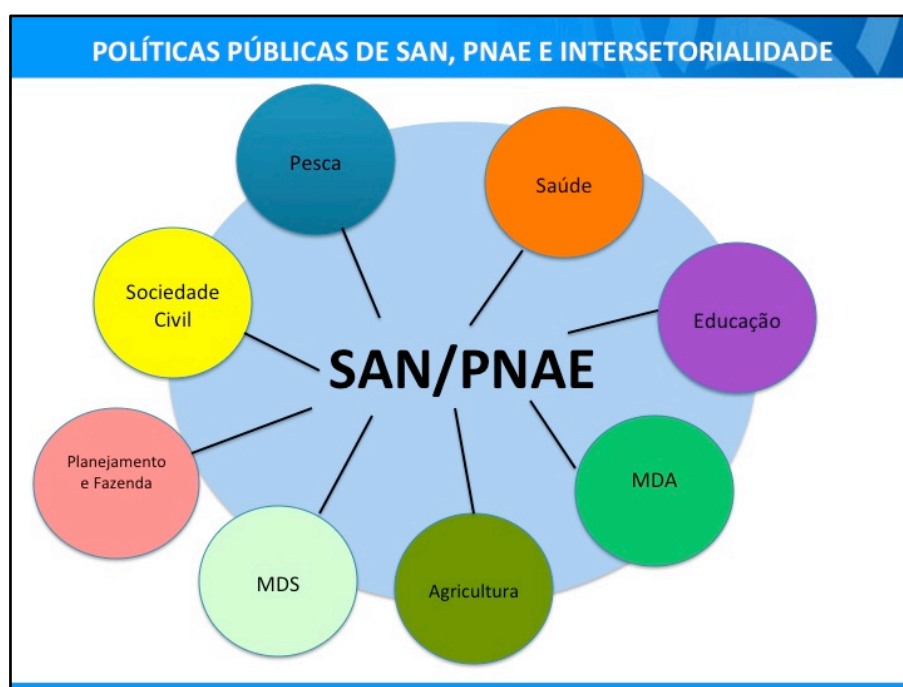 POLÍTICAS PÚBLICAS DE SAN, PNAE E INTERSETORIALIDADE
Pesca
Saúde
Sociedade
Civil
Educação
SAN/PNAE
Planejamento
e Fazenda
MDA
MDS
Agricultura